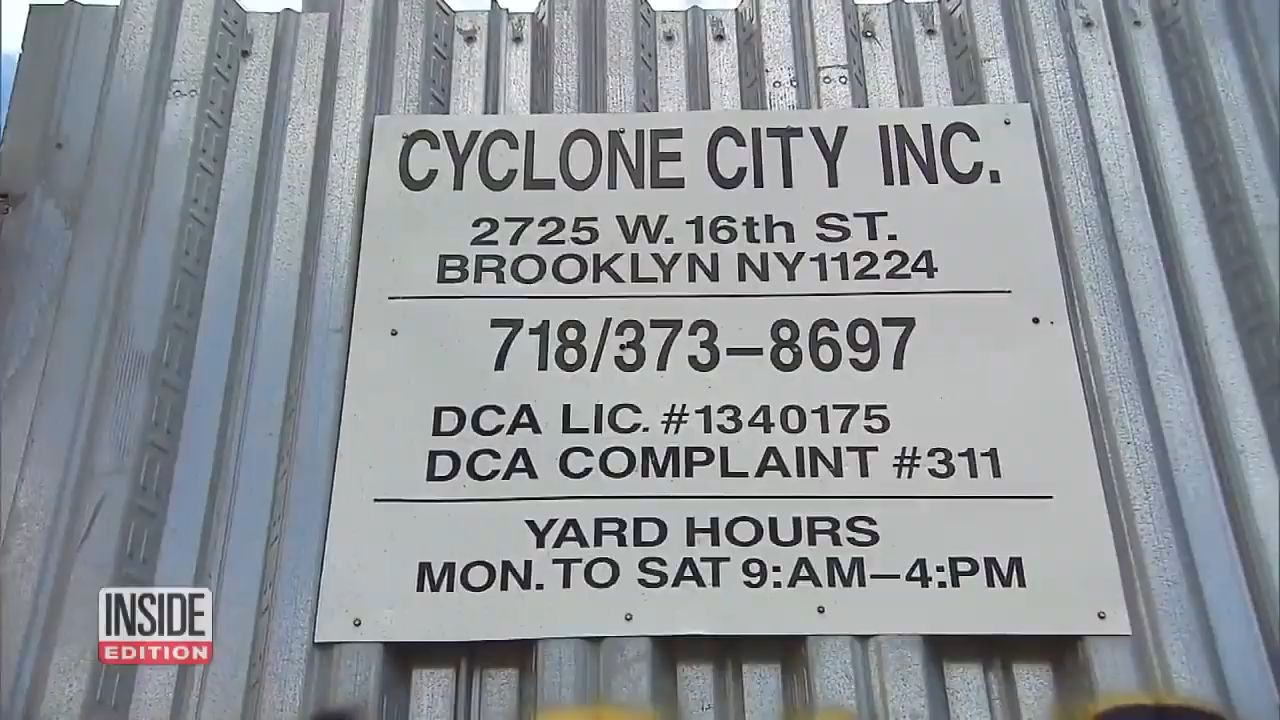 CYCLONE CITY INC.
2725 W. 16th ST.
BROOKLYN NY 11224
718/373-8697
DCA LIC. #1340175
DCA COMPLAINT #311
YARD HOURS
MON. TO SAT 9:AM-4:PM
INSIDE
EDITION